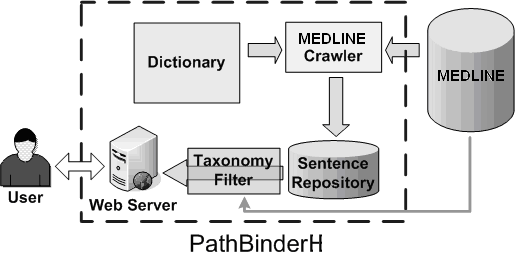 Dictionary
MEDLINE
Crawler
MEDLINE
User
Web Server
Taxonomy
Filter
Sentence
Repository
PathBinderH